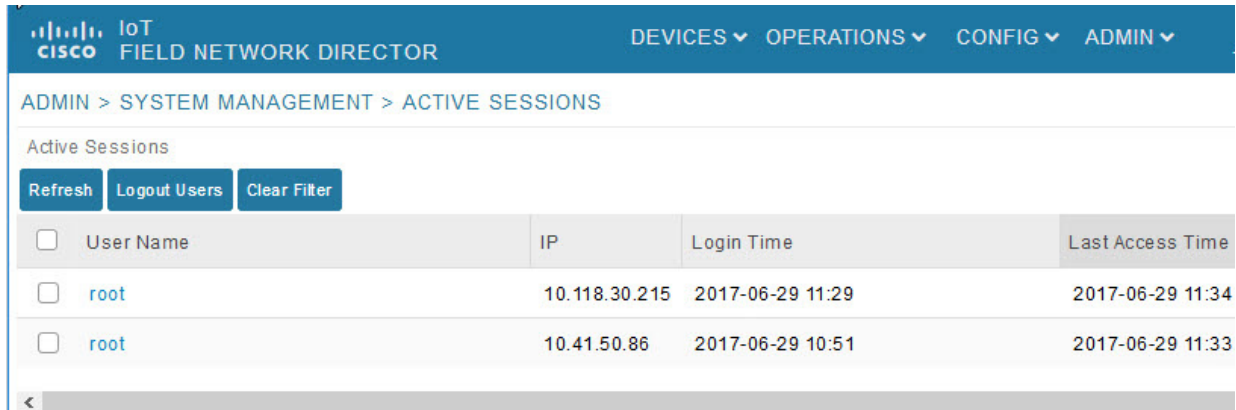 IoT
CISCO FIELD NETWORK DIRECTOR
DEVICES OPERATIONS CONFIG ADMIN
ADMIN > SYSTEM MANAGEMENT > ACTIVE SESSIONS
Active Sessions
Refresh Logout Users Clear Filter
User Name IP Login Time Last Access Time
root 10.118.30.215 2017-06-29 11:29 2017-06-29 11:34
root 10.41.50.86 2017-06-29 10:51 2017-06-29 11:33